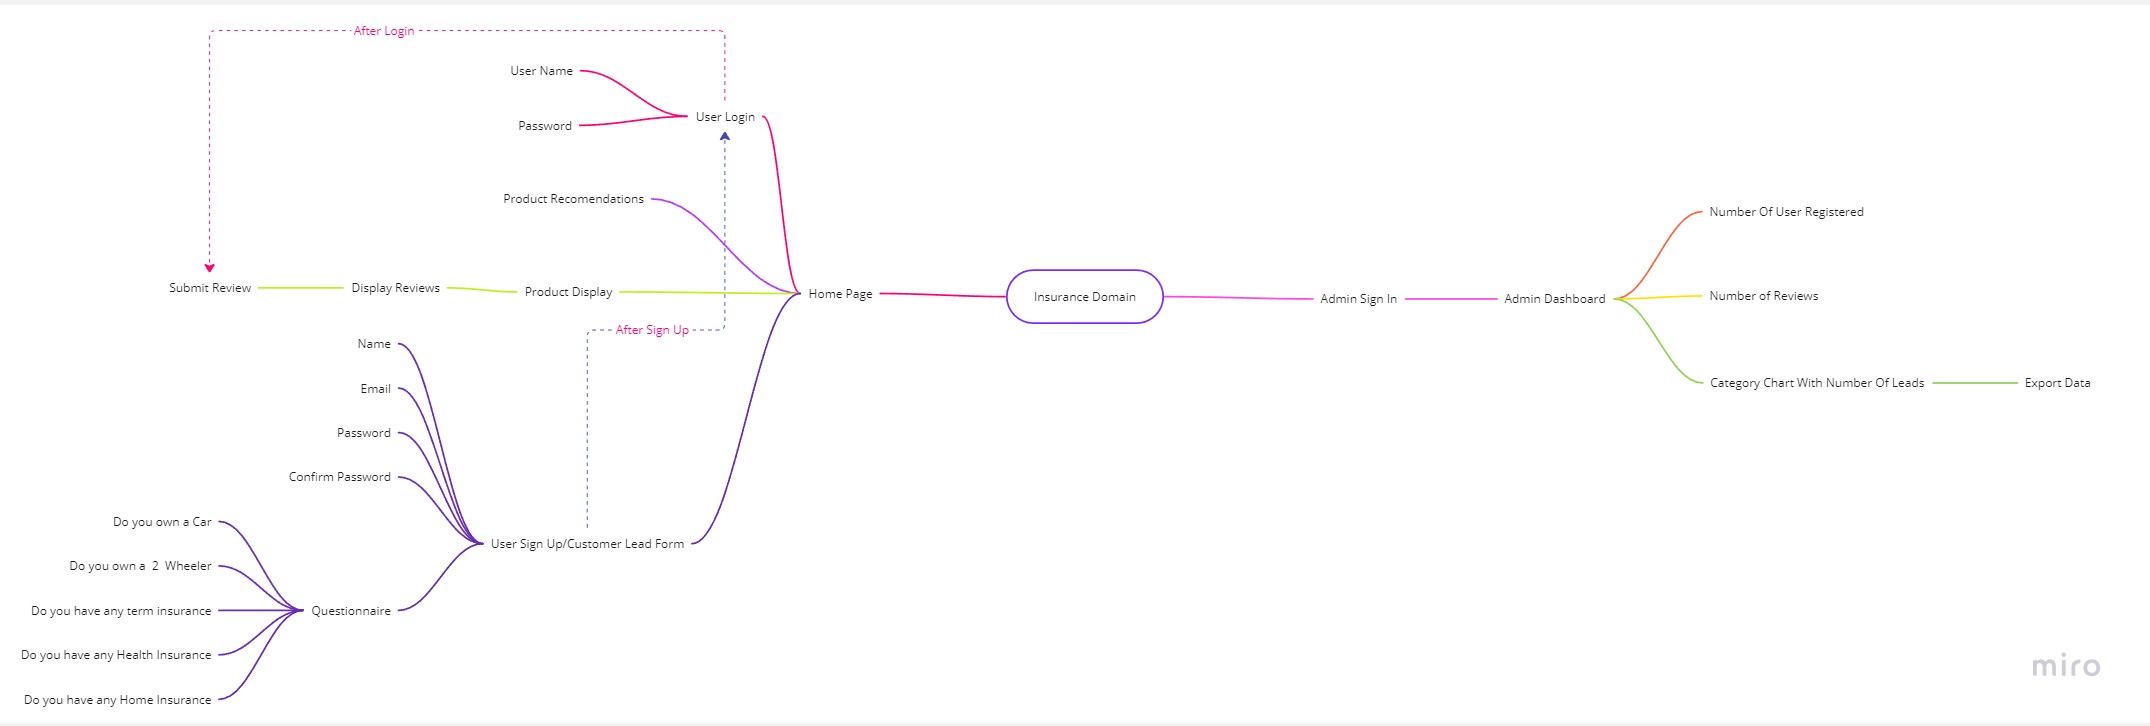 After Login
User Name
User Login
Password
Product Recomendations
Number Of User Registered
Submit Review
Display Reviews
Product Display
Home Page
Insurance Domain
Admin Sign In
Admin Dashboard
Number of Reviews
After Sign Up
Name
Email
Category Chart With Number Of Leads
Export Data
Password
Confirm Password
Do you own a Car
User Sign Up/Customer Lead Form
Do you own a  2  Wheeler
Do you have any term insurance
Questionnaire
Do you have any Health Insurance
Do you have any Home Insurance
miro